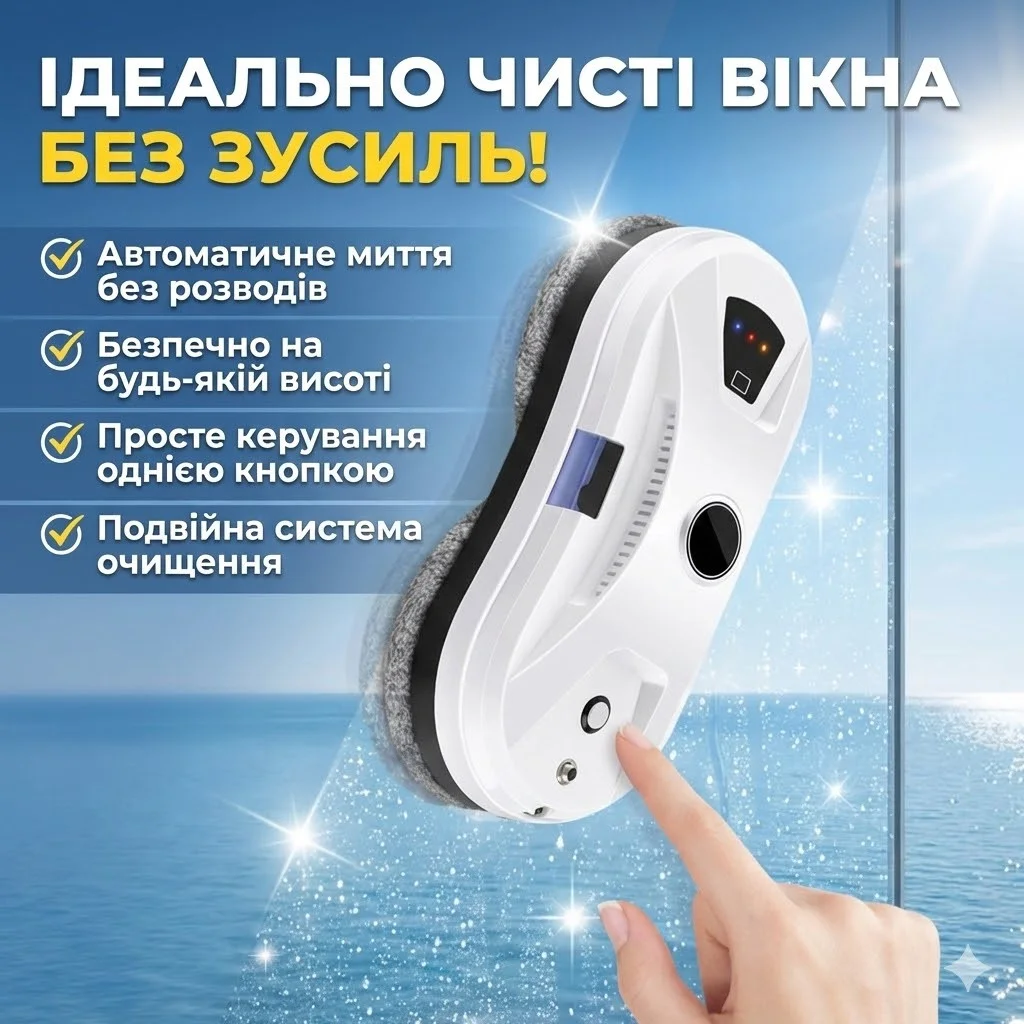 ІДЕАЛЬНО ЧИСТІ ВІКНА
БЕЗ ЗУСИЛЬ!
Автоматичне миття
без розводів
Безпечно на
будь-якій висоті
Просте керування
однією кнопкою
Подвійна система
очищення